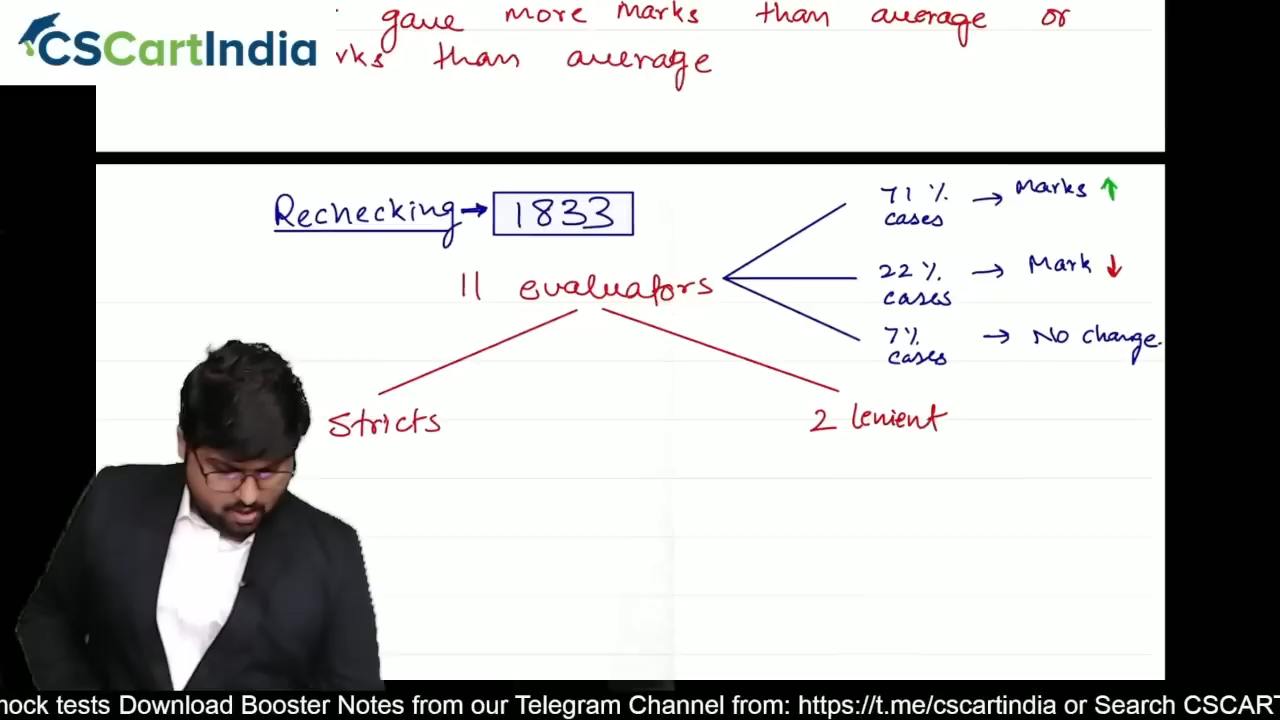 gave more marks than average or
CSCartIndia
than average
Rechecking → 1833
71 % cases → Marks ↑
11 evaluators
22 % cases → Mark ↓
7 % cases → No change.
Stricts
2 lenient
mock tests Download Booster Notes from our Telegram Channel from: https://t.me/cscartindia or Search CSCART